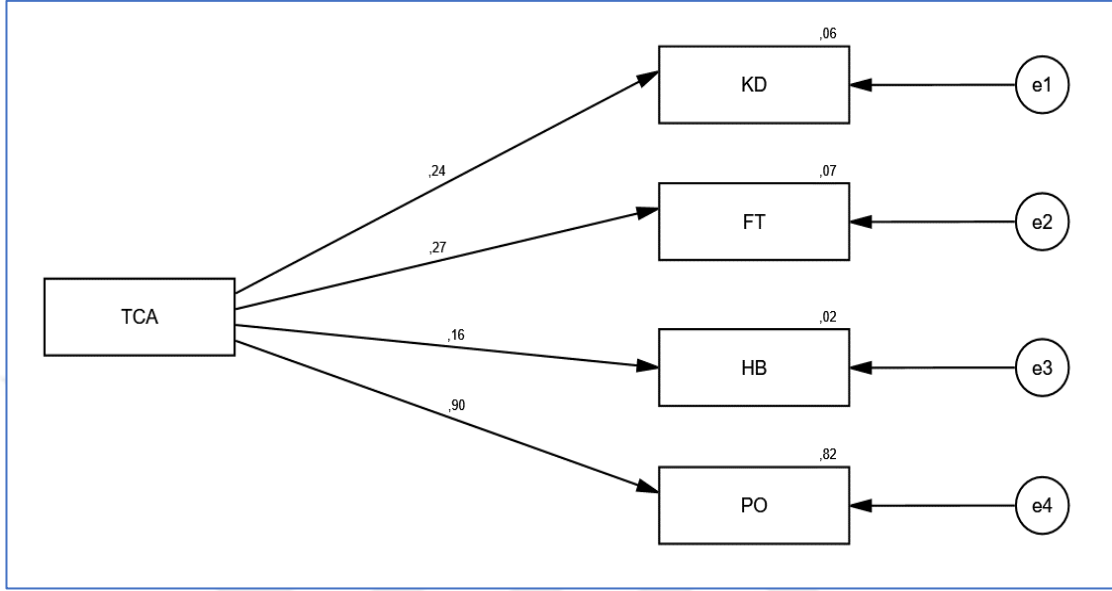 ,06
KD
e1
,24
,07
FT
e2
,27
TCA
,02
,16
HB
e3
,90
,82
PO
e4